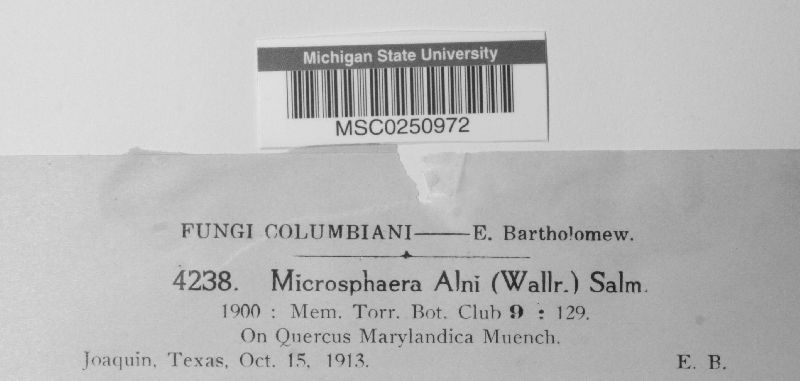 Michigan State University
MSC0250972
FUNGI COLUMBIANI——E. Bartholomew.
4238. Microsphaera Alni (Wallr.) Salm.
1900 : Mem. Torr. Bot. Club 9 : 129.
On Quercus Marylandica Muench.
Joaquin, Texas, Oct. 15, 1913. E. B.